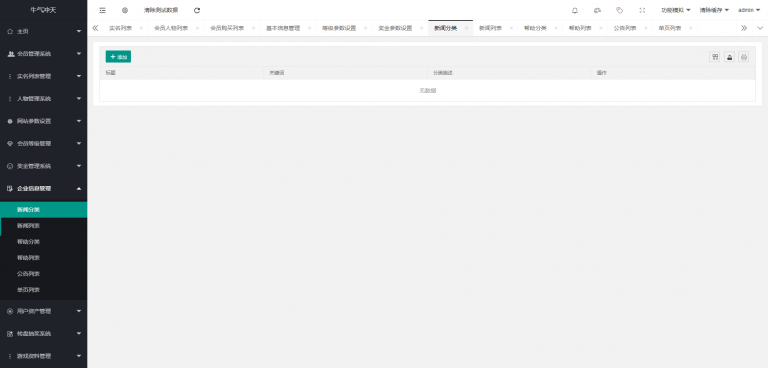 牛气冲天
清除测试数据
功能模拟
清除缓存
admin
主页
会员管理系统
实名列表管理
人物管理系统
网站参数设置
会员等级管理
奖金管理系统
企业信息管理
新闻分类
新闻列表
帮助分类
帮助列表
公告列表
单页列表
用户资产管理
转盘抽奖系统
游戏资料管理
实名列表
会员人物列表
会员购买列表
基本信息管理
等级参数设置
奖金参数设置
新闻分类
新闻列表
帮助分类
帮助列表
公告列表
单页列表
添加
标题
关键词
分类描述
操作
无数据